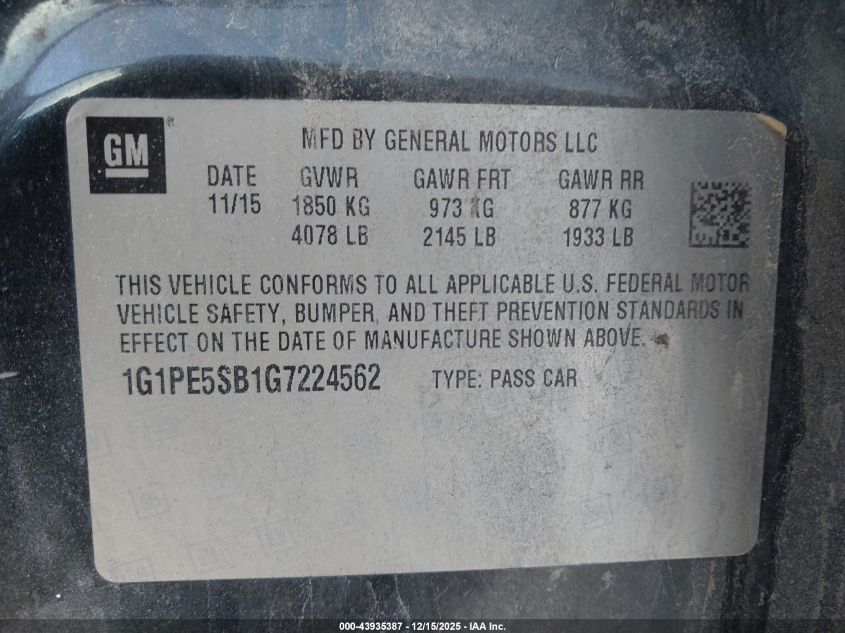 GM®
MFD BY GENERAL MOTORS LLC
DATE GVWR GAWR FRT GAWR RR
11/15 1850 KG 973 KG 877 KG
4078 LB 2145 LB 1933 LB
THIS VEHICLE CONFORMS TO ALL APPLICABLE U.S. FEDERAL MOTOR
VEHICLE SAFETY, BUMPER, AND THEFT PREVENTION STANDARDS IN
EFFECT ON THE DATE OF MANUFACTURE SHOWN ABOVE.
1G1PE5SB1G7224562 TYPE: PASS CAR
000-43935387 - 12/15/2025 - IAA Inc.